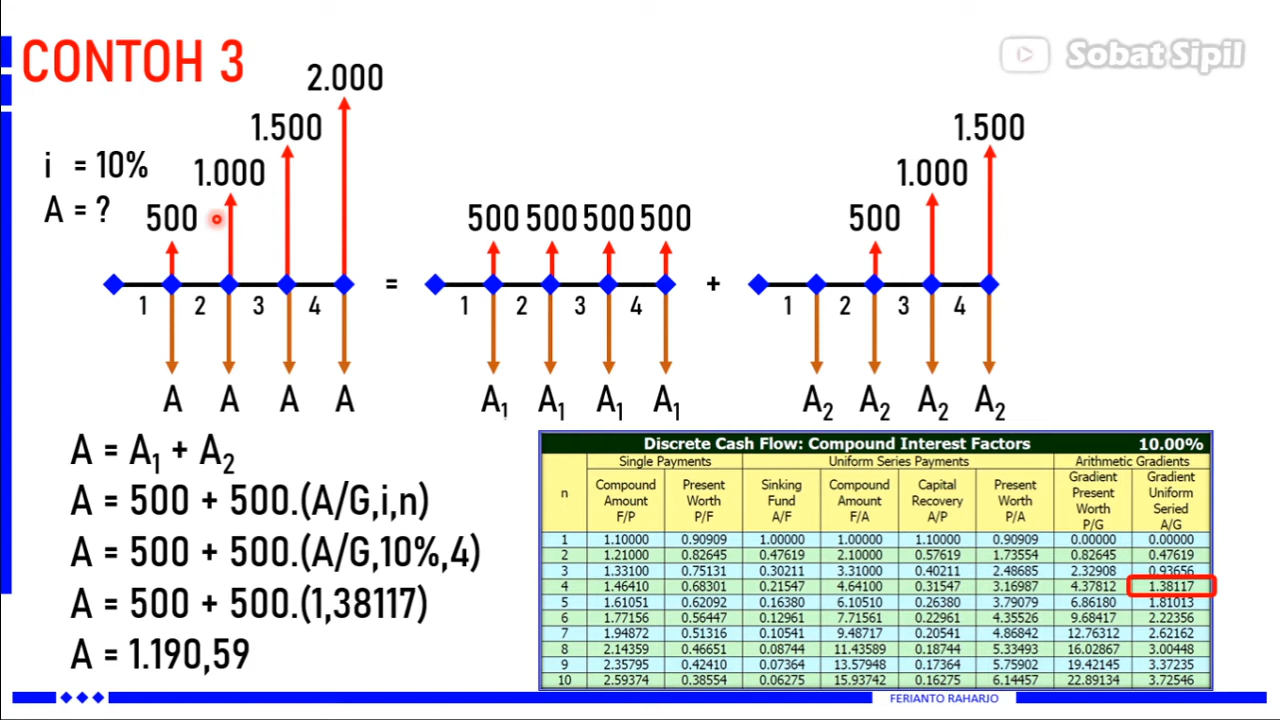 CONTOH 3
Sobat Sipil
i = 10%
A = ?
500 1.000 1.500 2.000
1 2 3 4
A A A A
=
500 500 500 500
1 2 3 4
A₁ A₁ A₁ A₁
+
500 1.000 1.500
1 2 3 4
A₂ A₂ A₂ A₂
A = A₁ + A₂
A = 500 + 500.(A/G,i,n)
A = 500 + 500.(A/G,10%,4)
A = 500 + 500.(1,38117)
A = 1.190,59
Discrete Cash Flow: Compound Interest Factors 10.00%
Single Payments Uniform Series Payments Arithmetic Gradients
n Compound Amount F/P Present Worth P/F Sinking Fund A/F Compound Amount F/A Capital Recovery A/P Present Worth P/A Gradient Present Worth P/G Gradient Uniform Seried A/G
1 1.10000 0.90909 1.00000 1.00000 1.10000 0.90909 0.00000 0.00000
2 1.21000 0.82645 0.47619 2.10000 0.57619 1.73554 0.82645 0.47619
3 1.33100 0.75131 0.30211 3.31000 0.40211 2.48685 2.32908 0.93656
4 1.46410 0.68301 0.21547 4.64100 0.31547 3.16987 4.37812 1.38117
5 1.61051 0.62092 0.16380 6.10510 0.26380 3.79079 6.86180 1.81013
6 1.77156 0.56447 0.12961 7.71561 0.22961 4.35526 9.68417 2.22356
7 1.94872 0.51316 0.10541 9.48717 0.20541 4.86842 12.76312 2.62162
8 2.14359 0.46651 0.08744 11.43589 0.18744 5.33493 16.02867 3.00448
9 2.35795 0.42410 0.07364 13.57948 0.17364 5.75902 19.42145 3.37235
10 2.59374 0.38554 0.06275 15.93742 0.16275 6.14457 22.89134 3.72546
FERIANTO RAHARJO